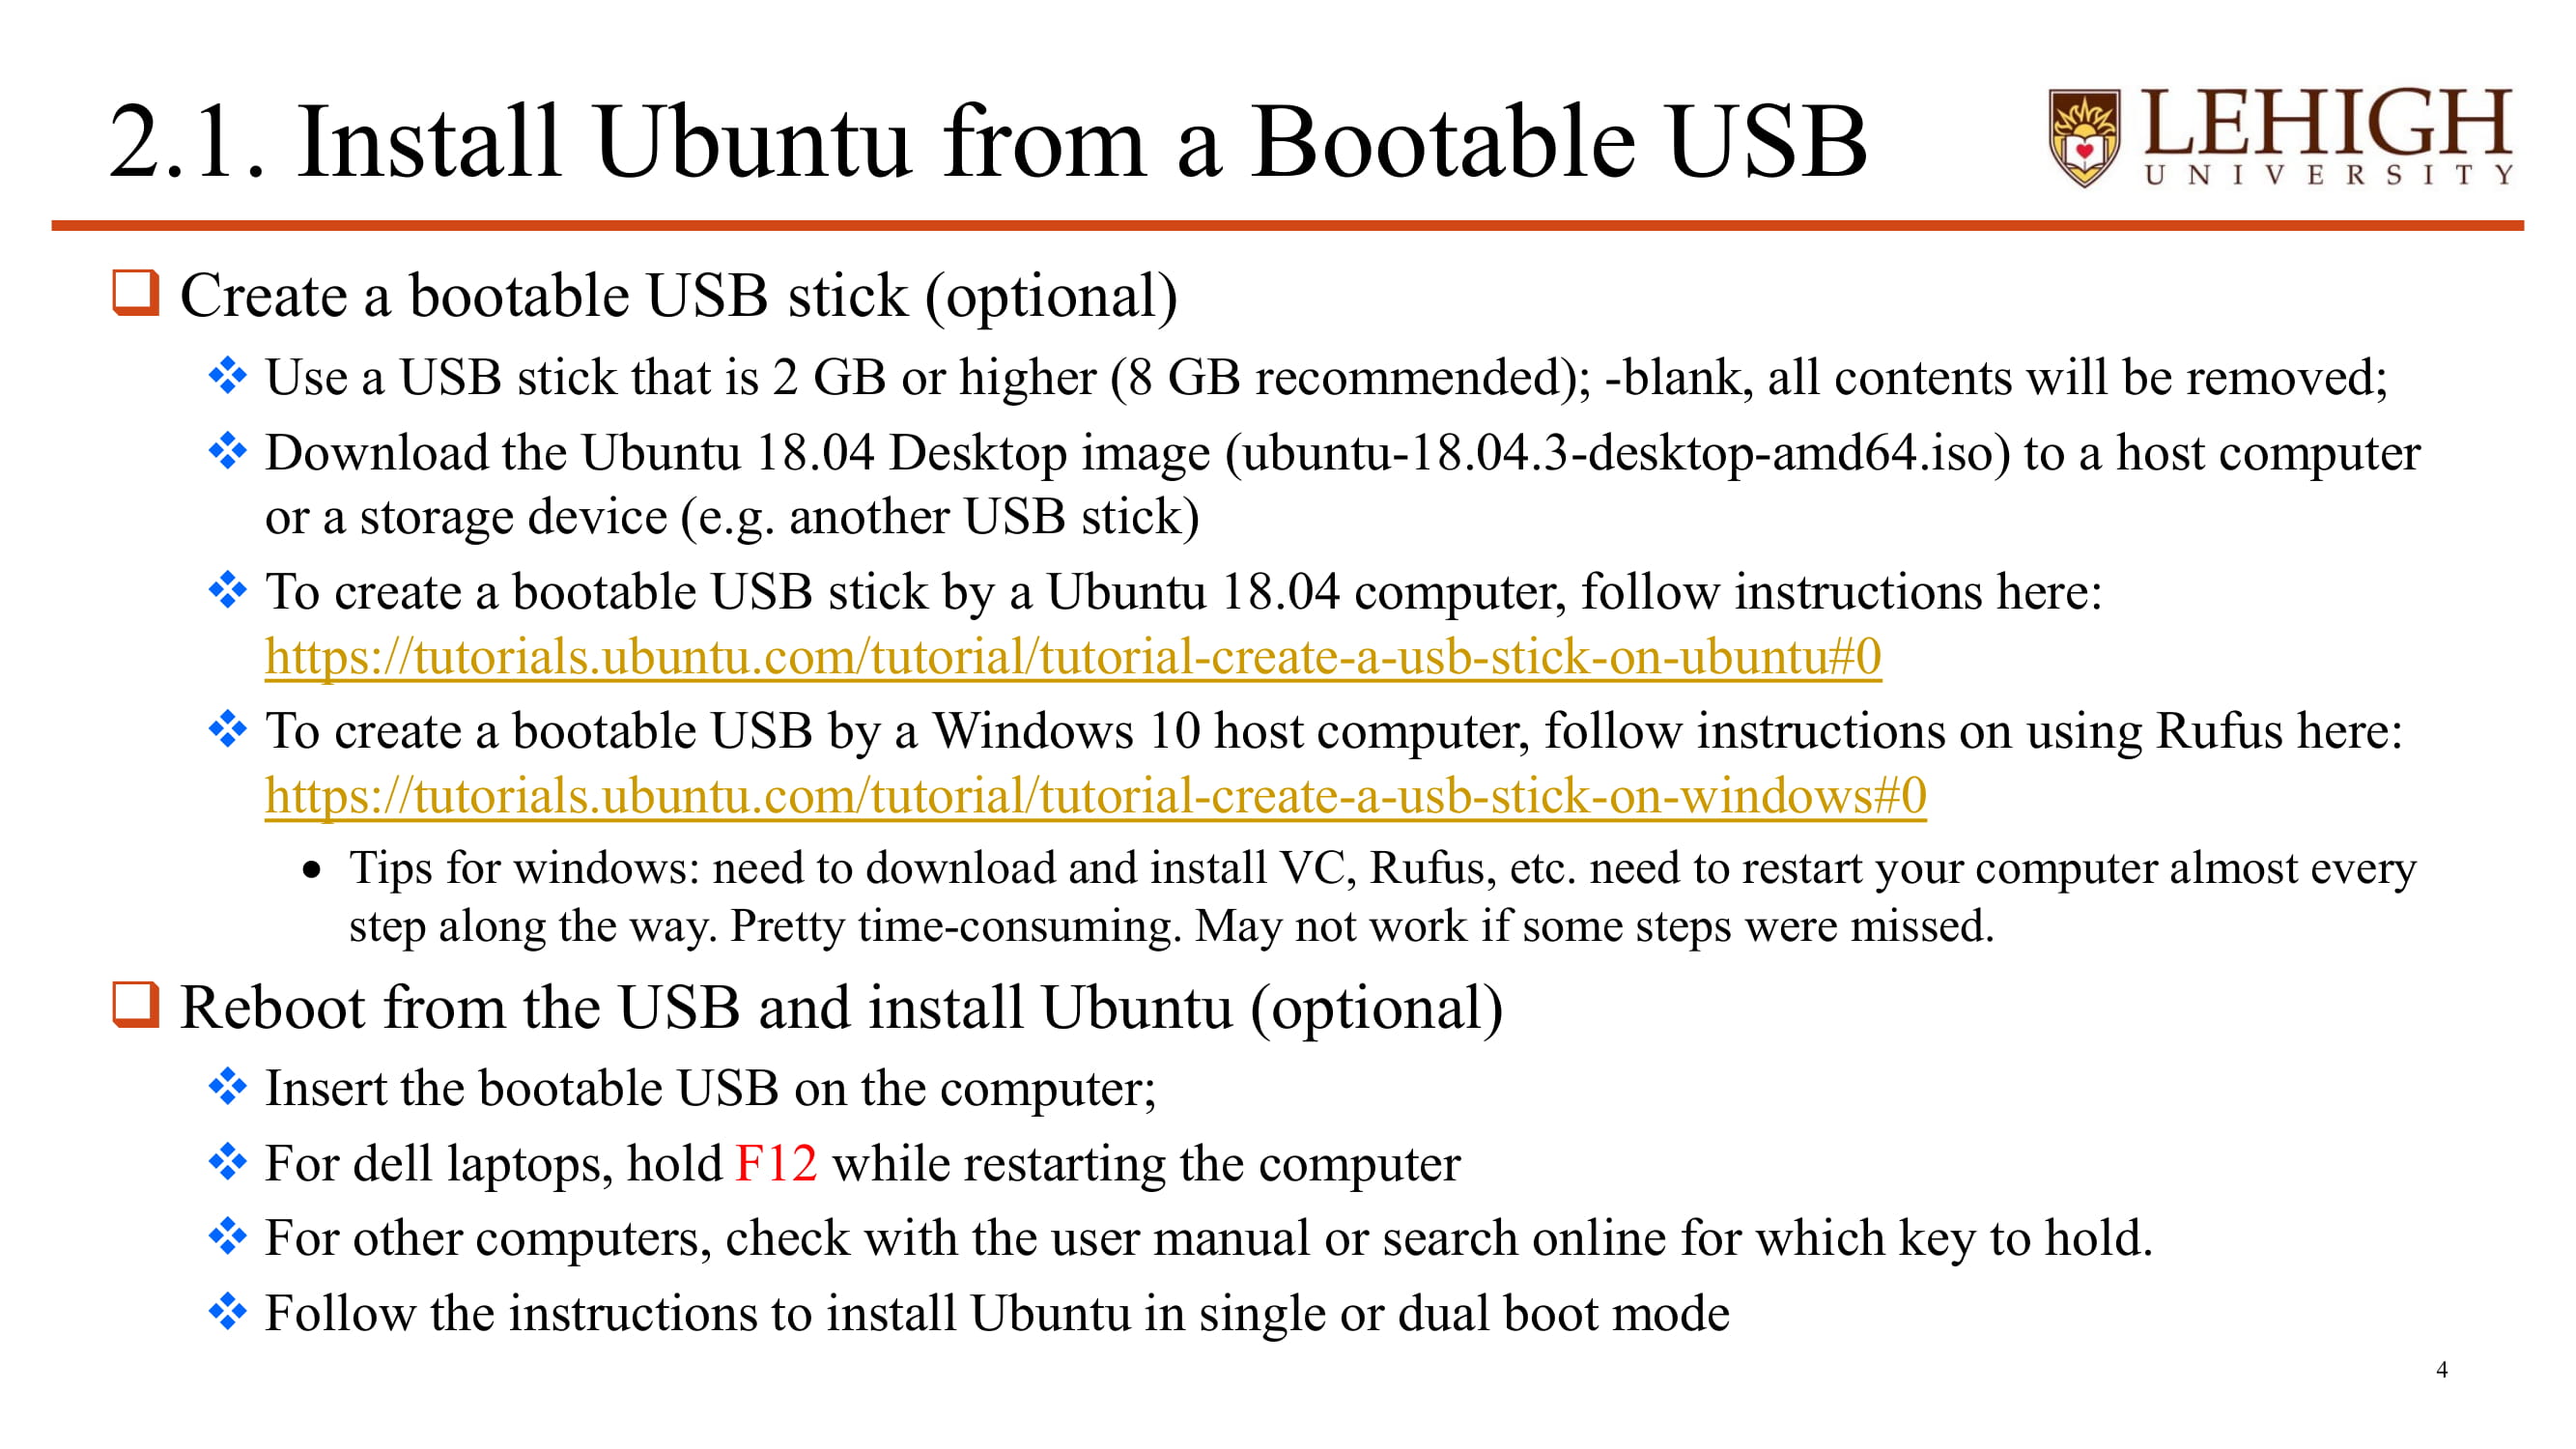 2.1. Install Ubuntu from a Bootable USB
LEHIGH
UNIVERSITY
Create a bootable USB stick (optional)
Use a USB stick that is 2 GB or higher (8 GB recommended); -blank, all contents will be removed;
Download the Ubuntu 18.04 Desktop image (ubuntu-18.04.3-desktop-amd64.iso) to a host computer
or a storage device (e.g. another USB stick)
To create a bootable USB stick by a Ubuntu 18.04 computer, follow instructions here:
https://tutorials.ubuntu.com/tutorial/tutorial-create-a-usb-stick-on-ubuntu#0
To create a bootable USB by a Windows 10 host computer, follow instructions on using Rufus here:
https://tutorials.ubuntu.com/tutorial/tutorial-create-a-usb-stick-on-windows#0
• Tips for windows: need to download and install VC, Rufus, etc. need to restart your computer almost every
step along the way. Pretty time-consuming. May not work if some steps were missed.
Reboot from the USB and install Ubuntu (optional)
Insert the bootable USB on the computer;
For dell laptops, hold F12 while restarting the computer
For other computers, check with the user manual or search online for which key to hold.
Follow the instructions to install Ubuntu in single or dual boot mode
4